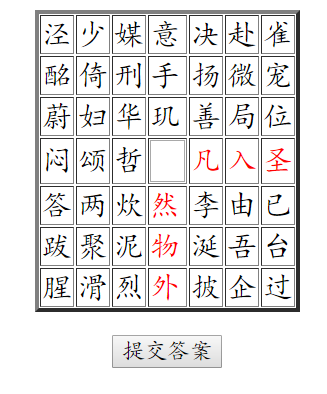 泾少媒意决赴雀
酩倚刑手扬微宠
蔚妇华玑善局位
闷颂哲 凡入圣
答两炊然李由已
跋聚泥物涎吾台
腥滑烈外披企过
提交答案